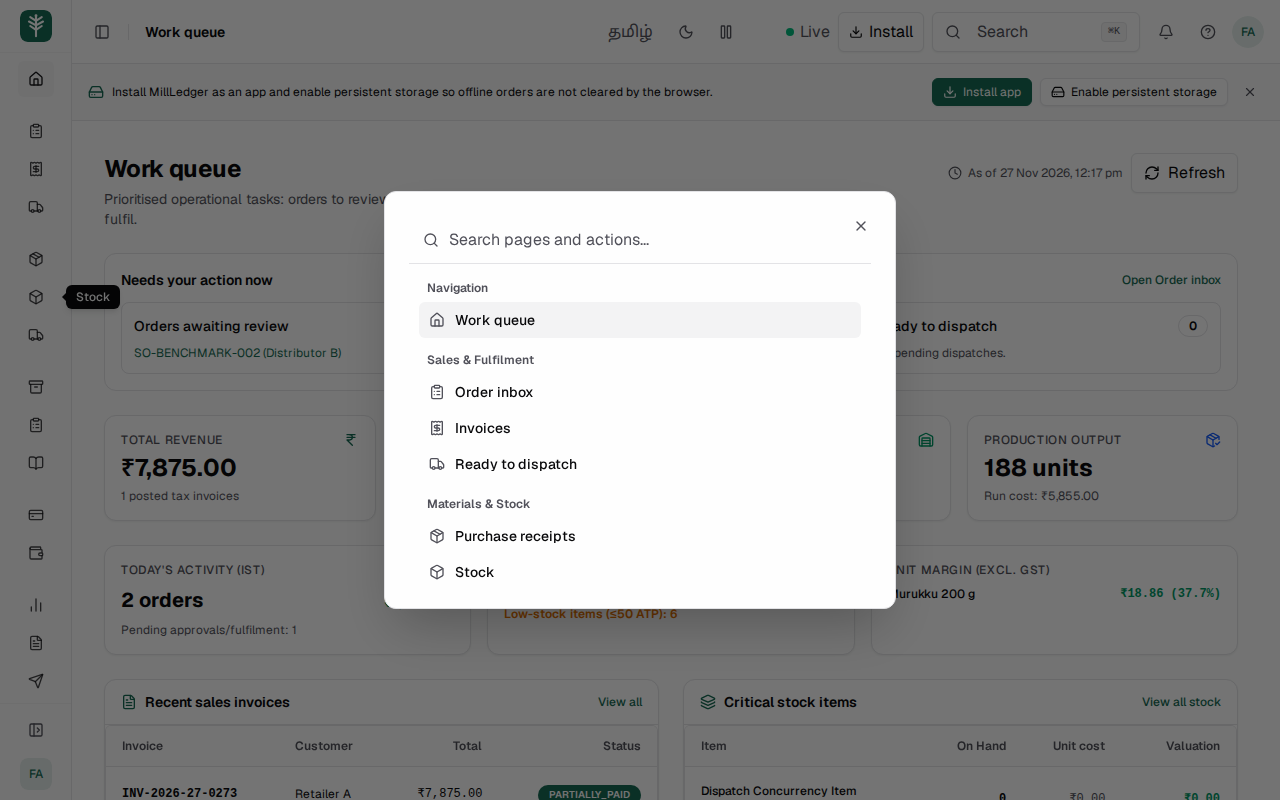 Work queue
தமிழ்
Live
Install
Search
⌘K
FA
Install MillLedger as an app and enable persistent storage so offline orders are not cleared by the browser.
Install app
Enable persistent storage
Work queue
As of 27 Nov 2026, 12:17 pm
Refresh
Prioritised operational tasks: orders to review
fulfil.
Search pages and actions...
Navigation
Work queue
Sales & Fulfilment
Order inbox
Invoices
Ready to dispatch
Materials & Stock
Purchase receipts
Stock
Needs your action now
Open Order inbox
Stock
Orders awaiting review
dispatch
0
SO-BENCHMARK-002 (Distributor B)
pending dispatches.
TOTAL REVENUE
₹
₹7,875.00
1 posted tax invoices
PRODUCTION OUTPUT
188 units
Run cost: ₹5,855.00
TODAY'S ACTIVITY (IST)
2 orders
Pending approvals/fulfilment: 1
Low-stock items (≤50 ATP): 6
MARGIN (EXCL. GST)
200 g
₹18.86 (37.7%)
Recent sales invoices
View all
Invoice
Customer
Total
Status
INV-2026-27-0273
Retailer A
₹7,875.00
PARTIALLY_PAID
Critical stock items
View all stock
Item
On Hand
Unit cost
Valuation
Dispatch Concurrency Item
0
₹0.00
₹0.00
FA